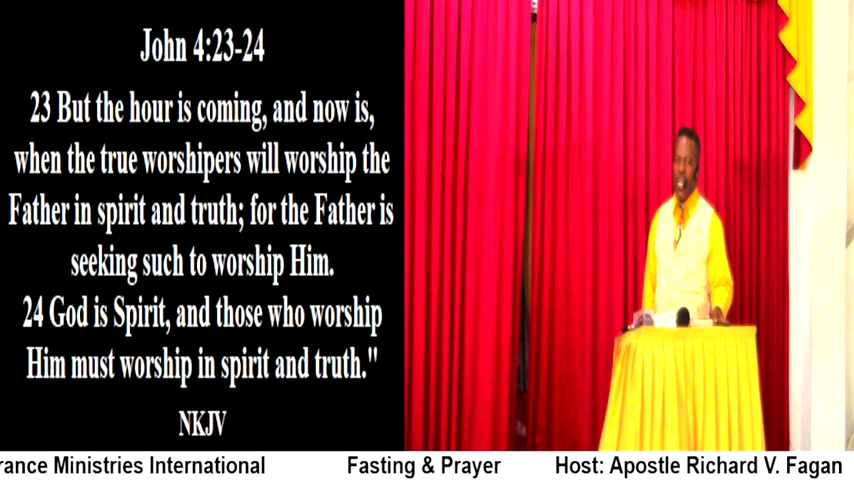 John 4:23-24
23 But the hour is coming, and now is,
when the true worshipers will worship the
Father in spirit and truth; for the Father is
seeking such to worship Him.
24 God is Spirit, and those who worship
Him must worship in spirit and truth."
NKJV
rance Ministries International Fasting & Prayer Host: Apostle Richard V. Fagan